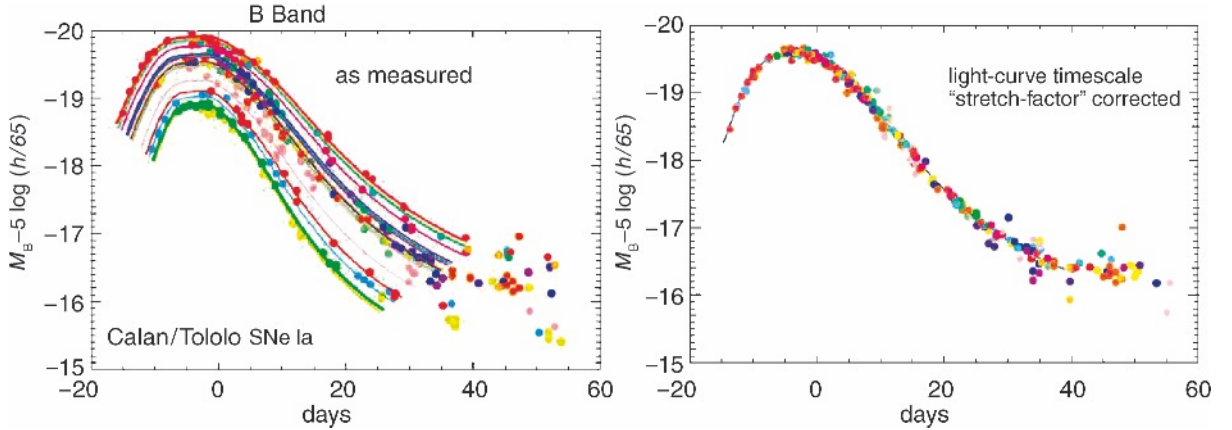 B Band
as measured
Calan/Tololo SNe Ia
M_B–5 log (h/65)
–20
–19
–18
–17
–16
–15
–20
0
20
40
60
days
light-curve timescale
“stretch-factor” corrected
M_B–5 log (h/65)
–20
–19
–18
–17
–16
–15
–20
0
20
40
60
days